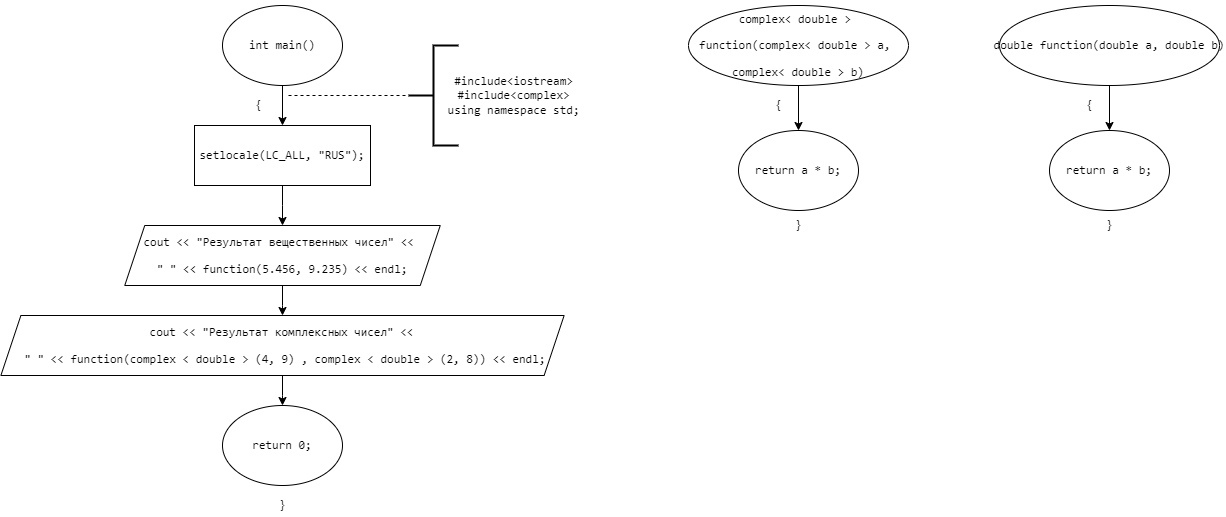 int main()
{
#include<iostream>
#include<complex>
using namespace std;
setlocale(LC_ALL, "RUS");
cout << "Результат вещественных чисел" <<
" " << function(5.456, 9.235) << endl;
cout << "Результат комплексных чисел" <<
" " << function(complex < double > (4, 9) , complex < double > (2, 8)) << endl;
return 0;
}
complex< double >
function(complex< double > a,
complex< double > b)
{
return a * b;
}
double function(double a, double b)
{
return a * b;
}